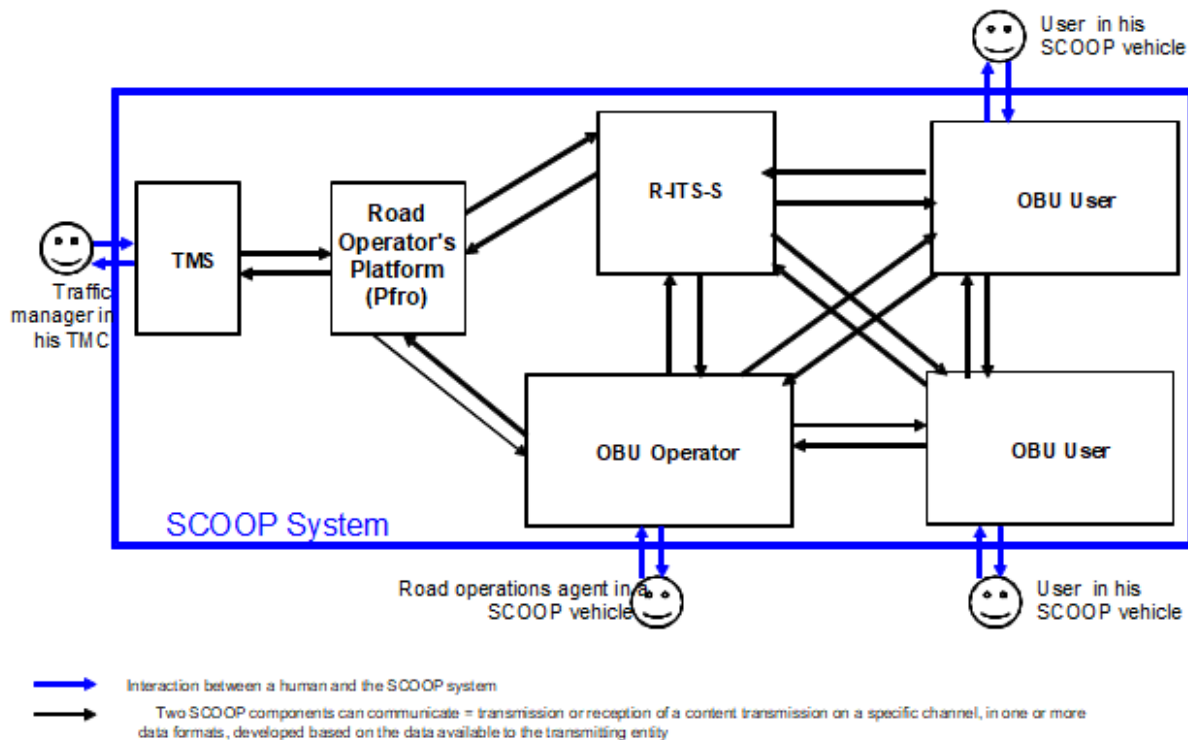 User in his
SCOOP vehicle
R-ITS-S
OBU User
Road
Operator's
Platform
(Pfro)
TMS
Traffic
manager in
his TMC
OBU Operator
OBU User
SCOOP System
Road operations agent in a
SCOOP vehicle
User in his
SCOOP vehicle
Interaction between a human and the SCOOP system
Two SCOOP components can communicate = transmission or reception of a content transmission on a specific channel, in one or more
data formats, developed based on the data available to the transmitting entity